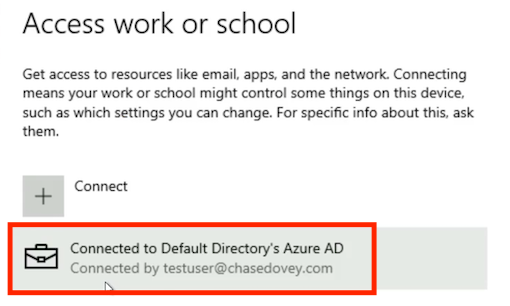 Access work or school
Get access to resources like email, apps, and the network. Connecting
means your work or school might control some things on this device,
such as which settings you can change. For specific info about this, ask
them.
Connect
Connected to Default Directory's Azure AD
Connected by testuser@chasedovey.com